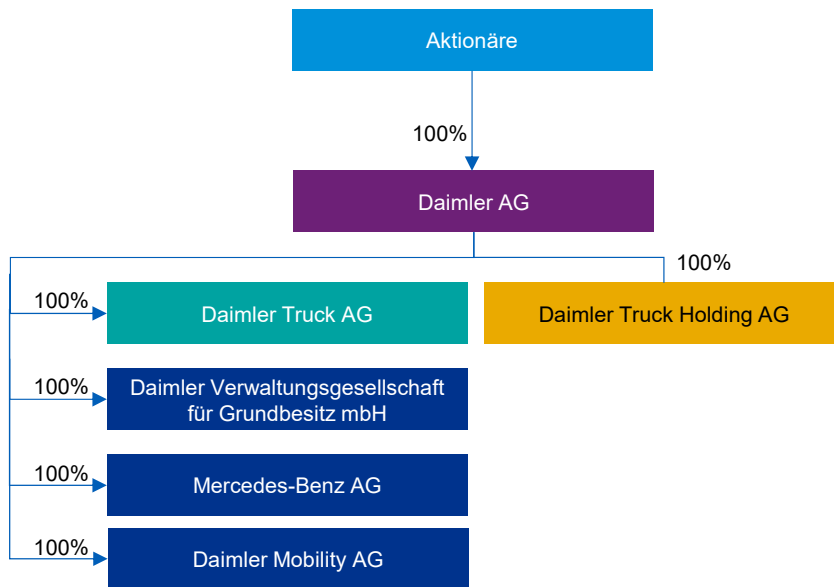 Aktionäre
100%
Daimler AG
100%
100%
Daimler Truck AG
Daimler Truck Holding AG
100%
Daimler Verwaltungsgesellschaft
für Grundbesitz mbH
100%
Mercedes-Benz AG
100%
Daimler Mobility AG